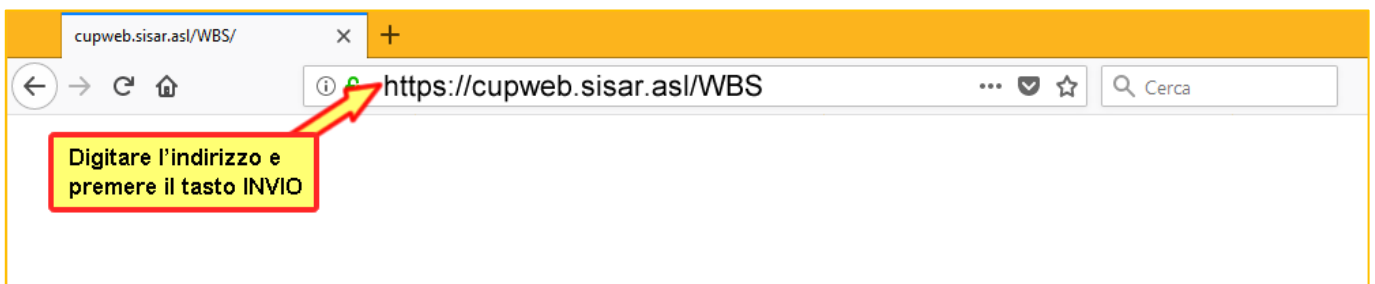 cupweb.sisar.asl/WBS/
https://cupweb.sisar.asl/WBS
Cerca
Digitare l'indirizzo e
premere il tasto INVIO